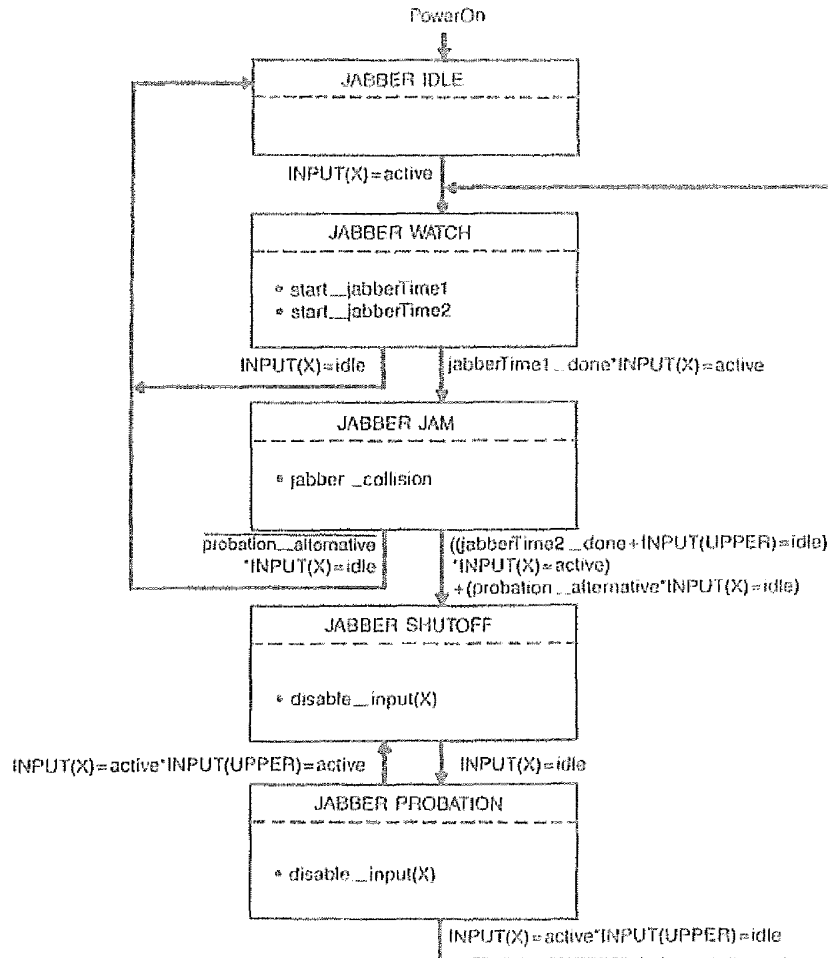 PowerOn
JABBER IDLE
INPUT(X)=active
JABBER WATCH
• start_jabberTime1
• start_jabberTime2
INPUT(X)=idle
jabberTime1_done*INPUT(X)=active
JABBER JAM
• jabber_collision
probation_alternative
*INPUT(X)=idle
((jabberTime2_done+INPUT(UPPER)=idle)
*INPUT(X)=active)
+(probation_alternative*INPUT(X)=idle)
JABBER SHUTOFF
• disable_input(X)
INPUT(X)=active*INPUT(UPPER)=active
INPUT(X)=idle
JABBER PROBATION
• disable_input(X)
INPUT(X)=active*INPUT(UPPER)=idle